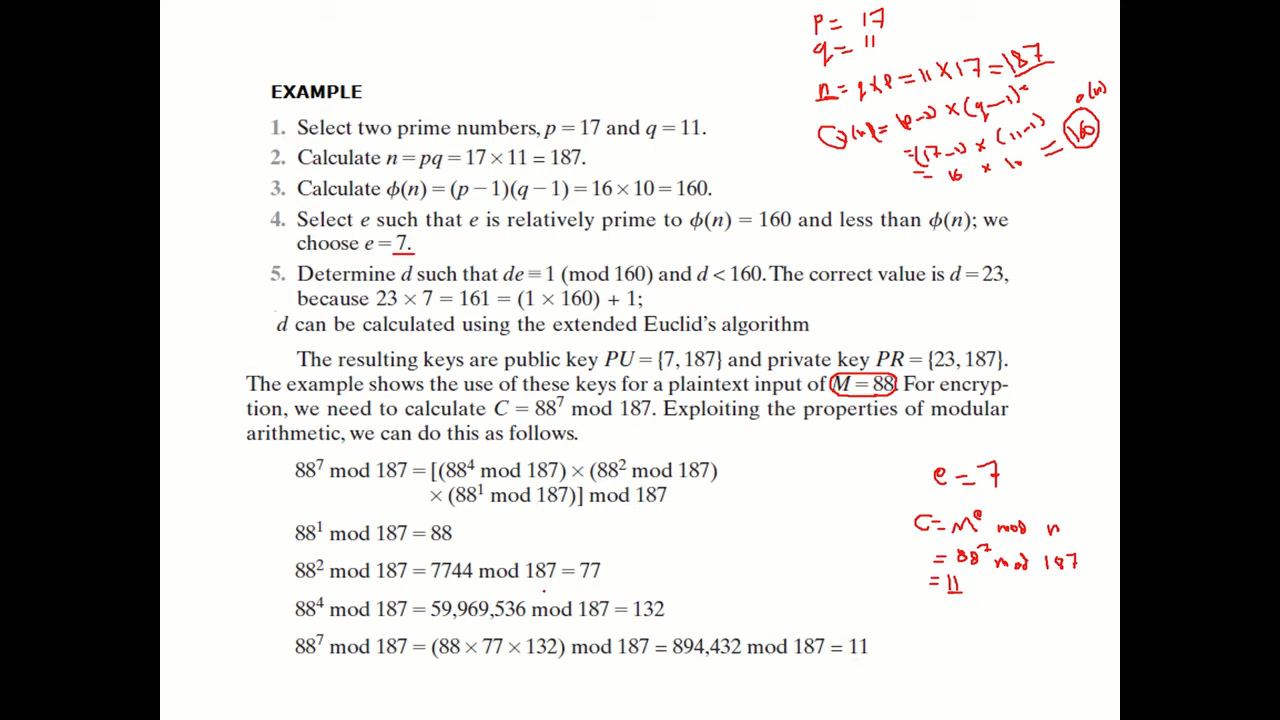 EXAMPLE
1. Select two prime numbers, p = 17 and q = 11.
2. Calculate n = pq = 17 × 11 = 187.
3. Calculate ϕ(n) = (p − 1)(q − 1) = 16 × 10 = 160.
4. Select e such that e is relatively prime to ϕ(n) = 160 and less than ϕ(n); we
choose e = 7.
5. Determine d such that de ≡ 1 (mod 160) and d < 160. The correct value is d = 23,
because 23 × 7 = 161 = (1 × 160) + 1;
d can be calculated using the extended Euclid's algorithm
The resulting keys are public key PU = {7, 187} and private key PR = {23, 187}.
The example shows the use of these keys for a plaintext input of M = 88. For encryp-
tion, we need to calculate C = 88⁷ mod 187. Exploiting the properties of modular
arithmetic, we can do this as follows.
88⁷ mod 187 = [(88⁴ mod 187) × (88² mod 187)
× (88¹ mod 187)] mod 187
88¹ mod 187 = 88
88² mod 187 = 7744 mod 187 = 77
88⁴ mod 187 = 59,969,536 mod 187 = 132
88⁷ mod 187 = (88 × 77 × 132) mod 187 = 894,432 mod 187 = 11
p = 17
q = 11
n = q × p = 11 × 17 = 187
(n) = (p-1) × (q-1) =
= (17-1) × (11-1)
= 16 × 10 = 160
e = 7
C = Mᵉ mod n
= 88⁷ mod 187
= 11